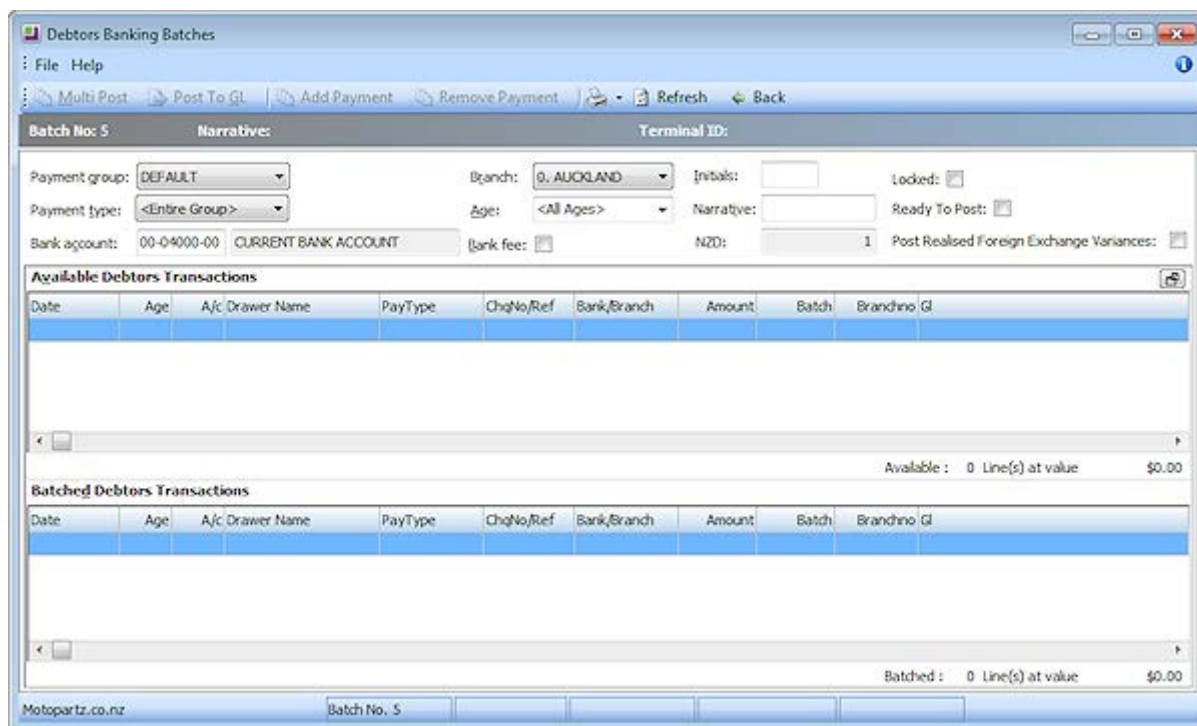 Debtors Banking Batches
File Help
Multi Post Post To GL Add Payment Remove Payment Refresh Back
Batch No: 5 Narrative: Terminal ID:
Payment group: DEFAULT Branch: 0. AUCKLAND Initials: Locked:
Payment type: <Entire Group> Age: <All Ages> Narrative: Ready To Post:
Bank account: 00-04000-00 CURRENT BANK ACCOUNT Bank fee: NZD: 1 Post Realised Foreign Exchange Variances:
Available Debtors Transactions
Date Age A/c Drawer Name PayType ChqNo/Ref Bank/Branch Amount Batch Branchno Gl
Available : 0 Line(s) at value $0.00
Batched Debtors Transactions
Date Age A/c Drawer Name PayType ChqNo/Ref Bank/Branch Amount Batch Branchno Gl
Batched : 0 Line(s) at value $0.00
Motopartz.co.nz Batch No. 5